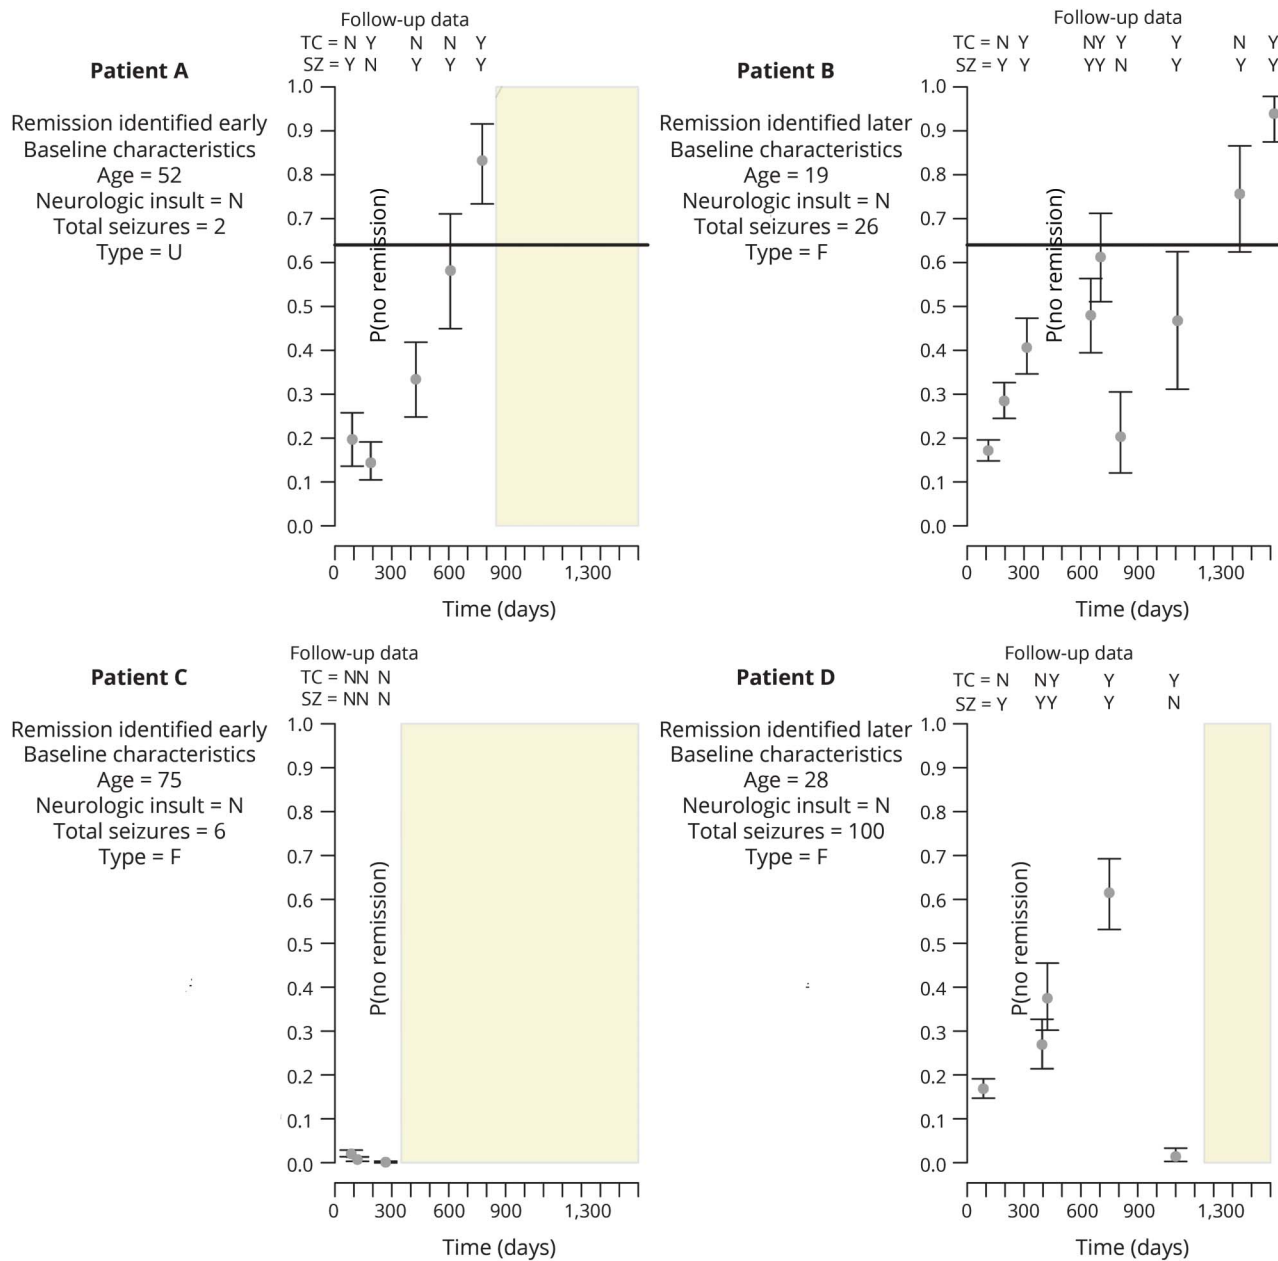 Follow-up data
TC = N Y N N Y
SZ = Y N Y Y Y
Patient A
Remission identified early
Baseline characteristics
Age = 52
Neurologic insult = N
Total seizures = 2
Type = U
P(no remission)
1.0
0.9
0.8
0.7
0.6
0.5
0.4
0.3
0.2
0.1
0.0
0 300 600 900 1,300
Time (days)
Follow-up data
TC = N Y NY Y Y N Y
SZ = Y Y YY N Y Y Y
Patient B
Remission identified later
Baseline characteristics
Age = 19
Neurologic insult = N
Total seizures = 26
Type = F
P(no remission)
1.0
0.9
0.8
0.7
0.6
0.5
0.4
0.3
0.2
0.1
0.0
0 300 600 900 1,300
Time (days)
Follow-up data
TC = NN N
SZ = NN N
Patient C
Remission identified early
Baseline characteristics
Age = 75
Neurologic insult = N
Total seizures = 6
Type = F
P(no remission)
1.0
0.9
0.8
0.7
0.6
0.5
0.4
0.3
0.2
0.1
0.0
0 300 600 900 1,300
Time (days)
Follow-up data
TC = N NY Y Y
SZ = Y YY Y N
Patient D
Remission identified later
Baseline characteristics
Age = 28
Neurologic insult = N
Total seizures = 100
Type = F
P(no remission)
1.0
0.9
0.8
0.7
0.6
0.5
0.4
0.3
0.2
0.1
0.0
0 300 600 900 1,300
Time (days)